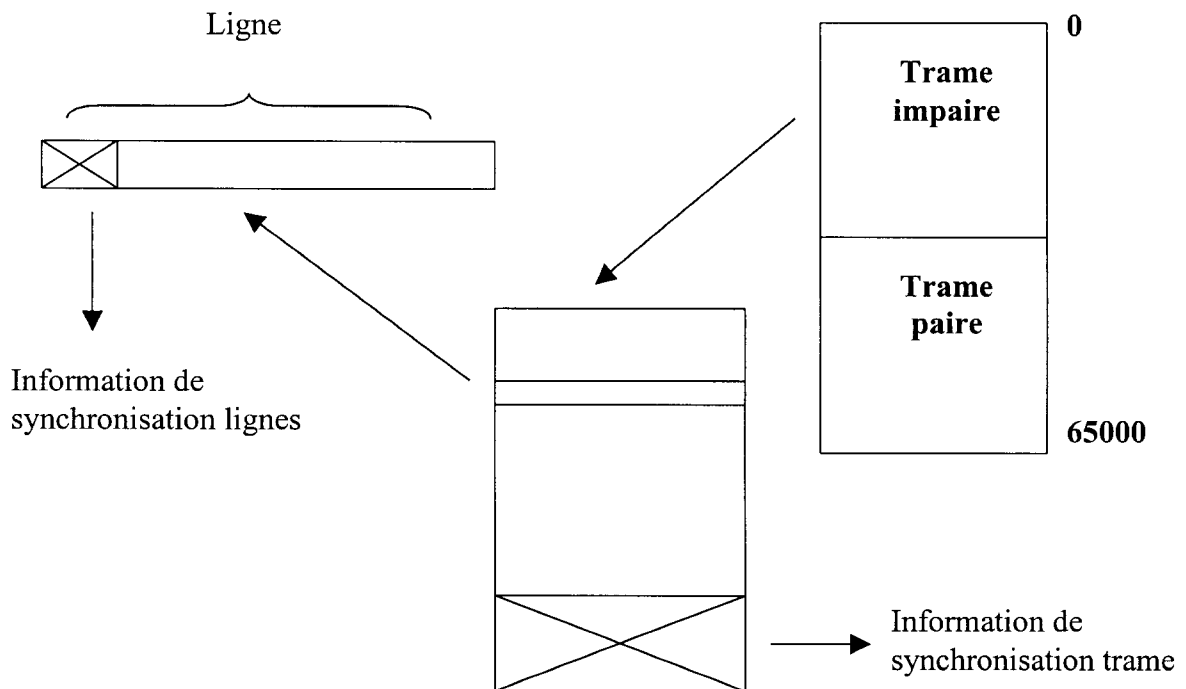 Ligne
0
Trame
impaire
Trame
paire
65000
Information de
synchronisation lignes
Information de
synchronisation trame